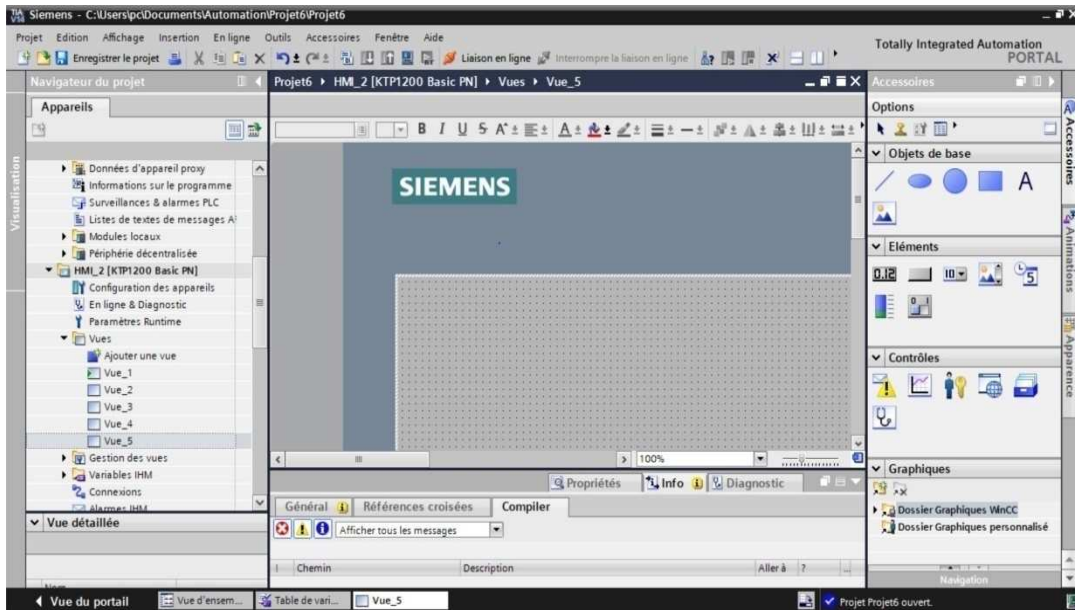 Siemens - C:\Users\pc\Documents\Automation\Projet6\Projet6
Projet Edition Affichage Insertion En ligne Outils Accessoires Fenêtre Aide
Totally Integrated Automation
PORTAL
Enregistrer le projet
Liaison en ligne
Interrompre la liaison en ligne
Navigateur du projet
Projet6 HMI_2 [KTP1200 Basic PN] Vues Vue_5
Accessoires
Appareils
Options
B I U S A
Données d'appareil proxy
Informations sur le programme
Surveillances & alarmes PLC
Listes de textes de messages A
Modules locaux
Périphérie décentralisée
HMI_2 [KTP1200 Basic PN]
Configuration des appareils
En ligne & Diagnostic
Paramètres Runtime
Vues
Ajouter une vue
Vue_1
Vue_2
Vue_3
Vue_4
Vue_5
Gestion des vues
Variables IHM
Connexions
Alarmes IHM
Vue détaillée
Visualisation
SIEMENS
100%
Propriétés Info Diagnostic
Général Références croisées Compiler
Afficher tous les messages
! Chemin Description Aller à ?
Objets de base
A
Eléments
0.12
10
5
Contrôles
Graphiques
Dossier Graphiques WinCC
Dossier Graphiques personnalisé
Navigation
Accessoires
Animations
Apparence
Vue du portail
Vue d'ensem...
Table de vari...
Vue_5
Projet Projet6 ouvert.